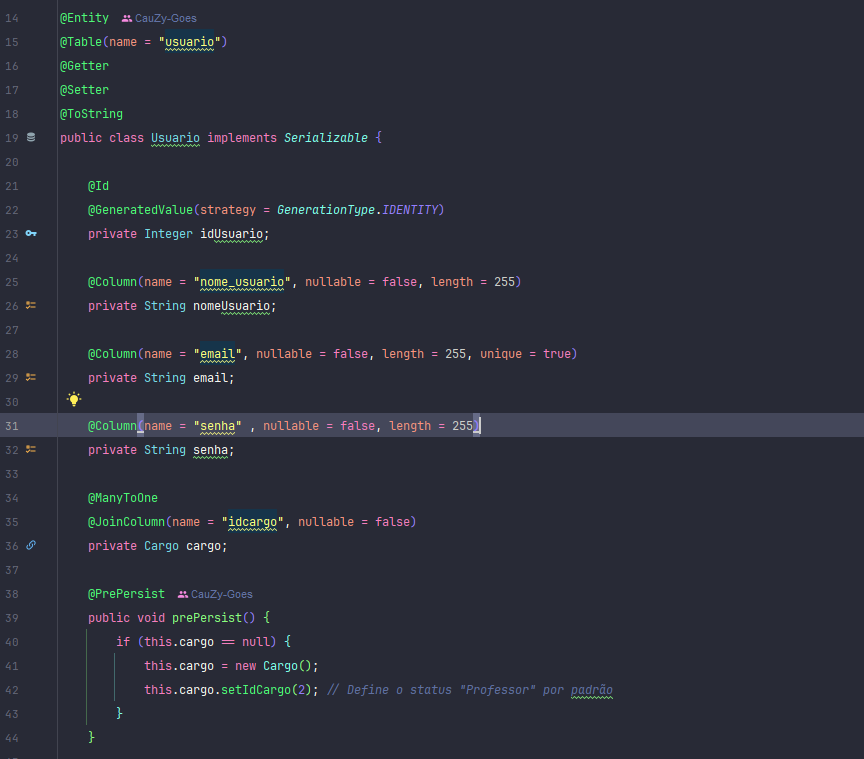 14 @Entity CauZy-Goes
15 @Table(name = "usuario")
16 @Getter
17 @Setter
18 @ToString
19 public class Usuario implements Serializable {
20
21 @Id
22 @GeneratedValue(strategy = GenerationType.IDENTITY)
23 private Integer idUsuario;
24
25 @Column(name = "nome_usuario", nullable = false, length = 255)
26 private String nomeUsuario;
27
28 @Column(name = "email", nullable = false, length = 255, unique = true)
29 private String email;
30
31 @Column(name = "senha" , nullable = false, length = 255)
32 private String senha;
33
34 @ManyToOne
35 @JoinColumn(name = "idcargo", nullable = false)
36 private Cargo cargo;
37
38 @PrePersist CauZy-Goes
39 public void prePersist() {
40 if (this.cargo == null) {
41 this.cargo = new Cargo();
42 this.cargo.setIdCargo(2); // Define o status "Professor" por padrão
43 }
44 }